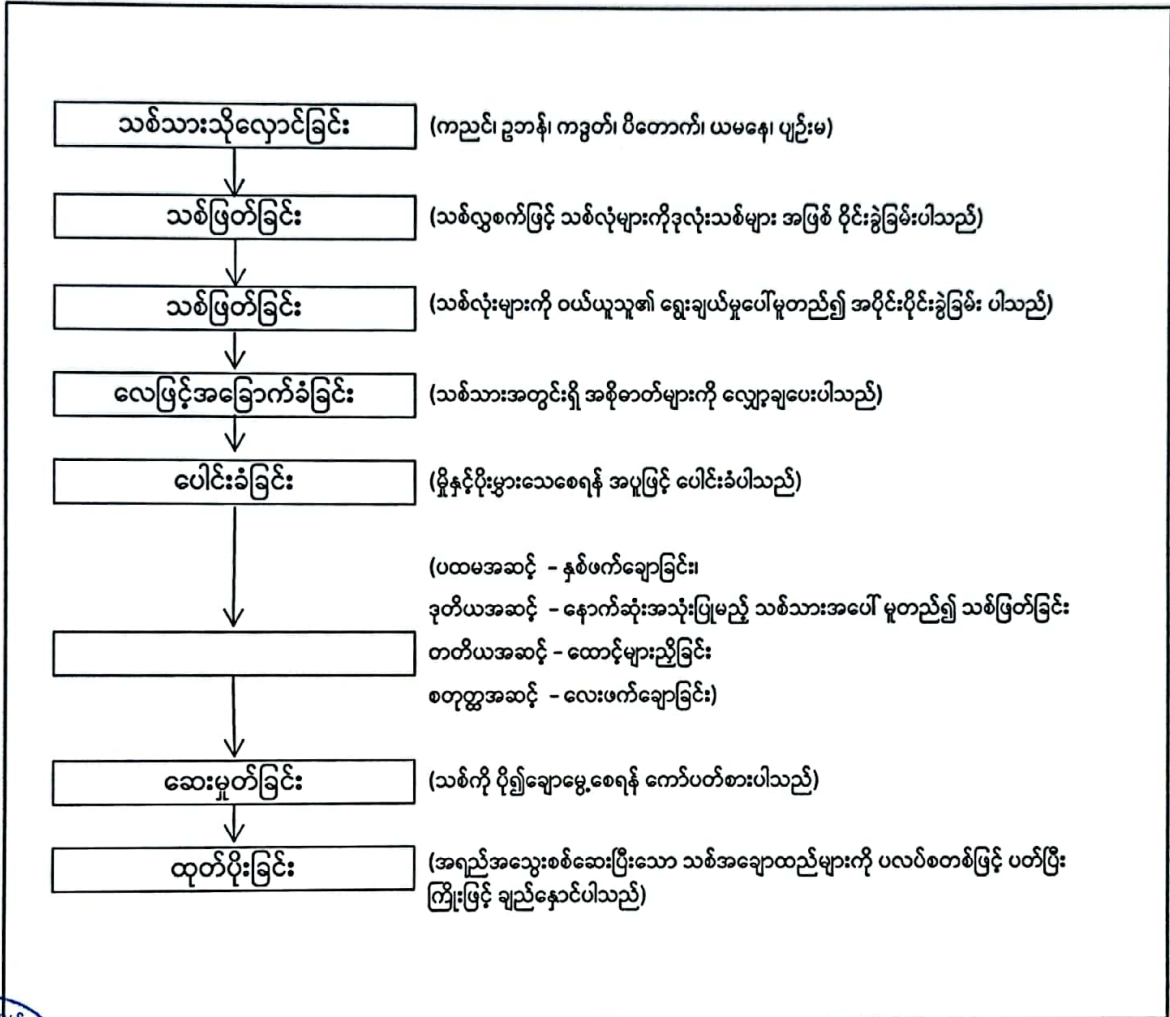 သစ်သားသိုလှောင်ခြင်း (ကညင်၊ ဥဘန်၊ ကဒွတ်၊ ပိတောက်၊ ယမနေ၊ ပျဉ်းမ)
သစ်ဖြတ်ခြင်း (သစ်လွှစက်ဖြင့် သစ်လုံများကိုဒုလုံးသစ်များ အဖြစ် ဝိုင်းခွဲခြမ်းပါသည်)
သစ်ဖြတ်ခြင်း (သစ်လုံးများကို ဝယ်ယူသူ၏ ရွေးချယ်မှုပေါ်မူတည်၍ အပိုင်းပိုင်းခွဲခြမ်း ပါသည်)
လေဖြင့်အခြောက်ခံခြင်း (သစ်သားအတွင်းရှိ အစိုဓာတ်များကို လျှော့ချပေးပါသည်)
ပေါင်းခံခြင်း (မှိုနှင့်ပိုးမွှားသေစေရန် အပူဖြင့် ပေါင်းခံပါသည်)
(ပထမအဆင့် – နှစ်ဖက်ချောခြင်း၊
ဒုတိယအဆင့် – နောက်ဆုံးအသုံးပြုမည့် သစ်သားအပေါ် မူတည်၍ သစ်ဖြတ်ခြင်း
တတိယအဆင့် – ထောင့်များညှိခြင်း
စတုတ္ထအဆင့် – လေးဖက်ချောခြင်း)
ဆေးမှုတ်ခြင်း (သစ်ကို ပို၍ချောမွေ့စေရန် ကော်ပတ်စားပါသည်)
ထုတ်ပိုးခြင်း (အရည်အသွေးစစ်ဆေးပြီးသော သစ်အချောထည်များကို ပလပ်စတစ်ဖြင့် ပတ်ပြီး
ကြိုးဖြင့် ချည်နှောင်ပါသည်)